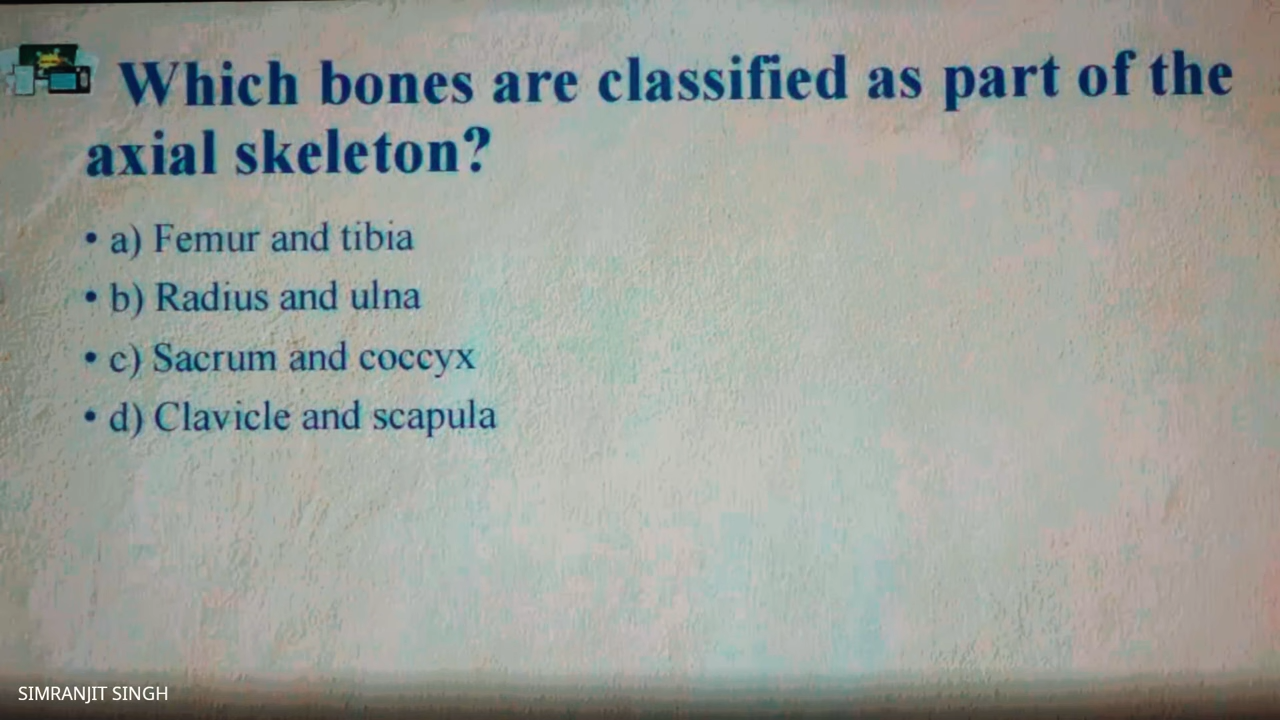 Which bones are classified as part of the
axial skeleton?
• a) Femur and tibia
• b) Radius and ulna
• c) Sacrum and coccyx
• d) Clavicle and scapula
SIMRANJIT SINGH